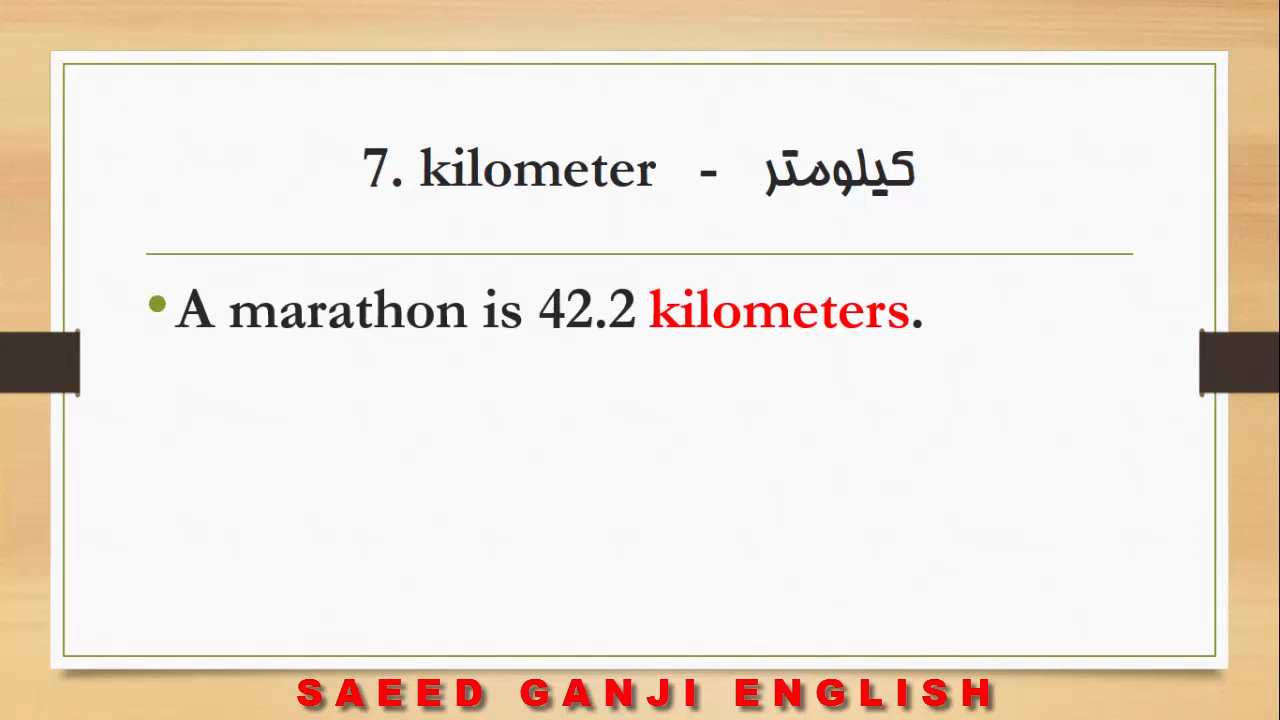 7. kilometer - کیلومتر
• A marathon is 42.2 kilometers.
SAEED GANJI ENGLISH